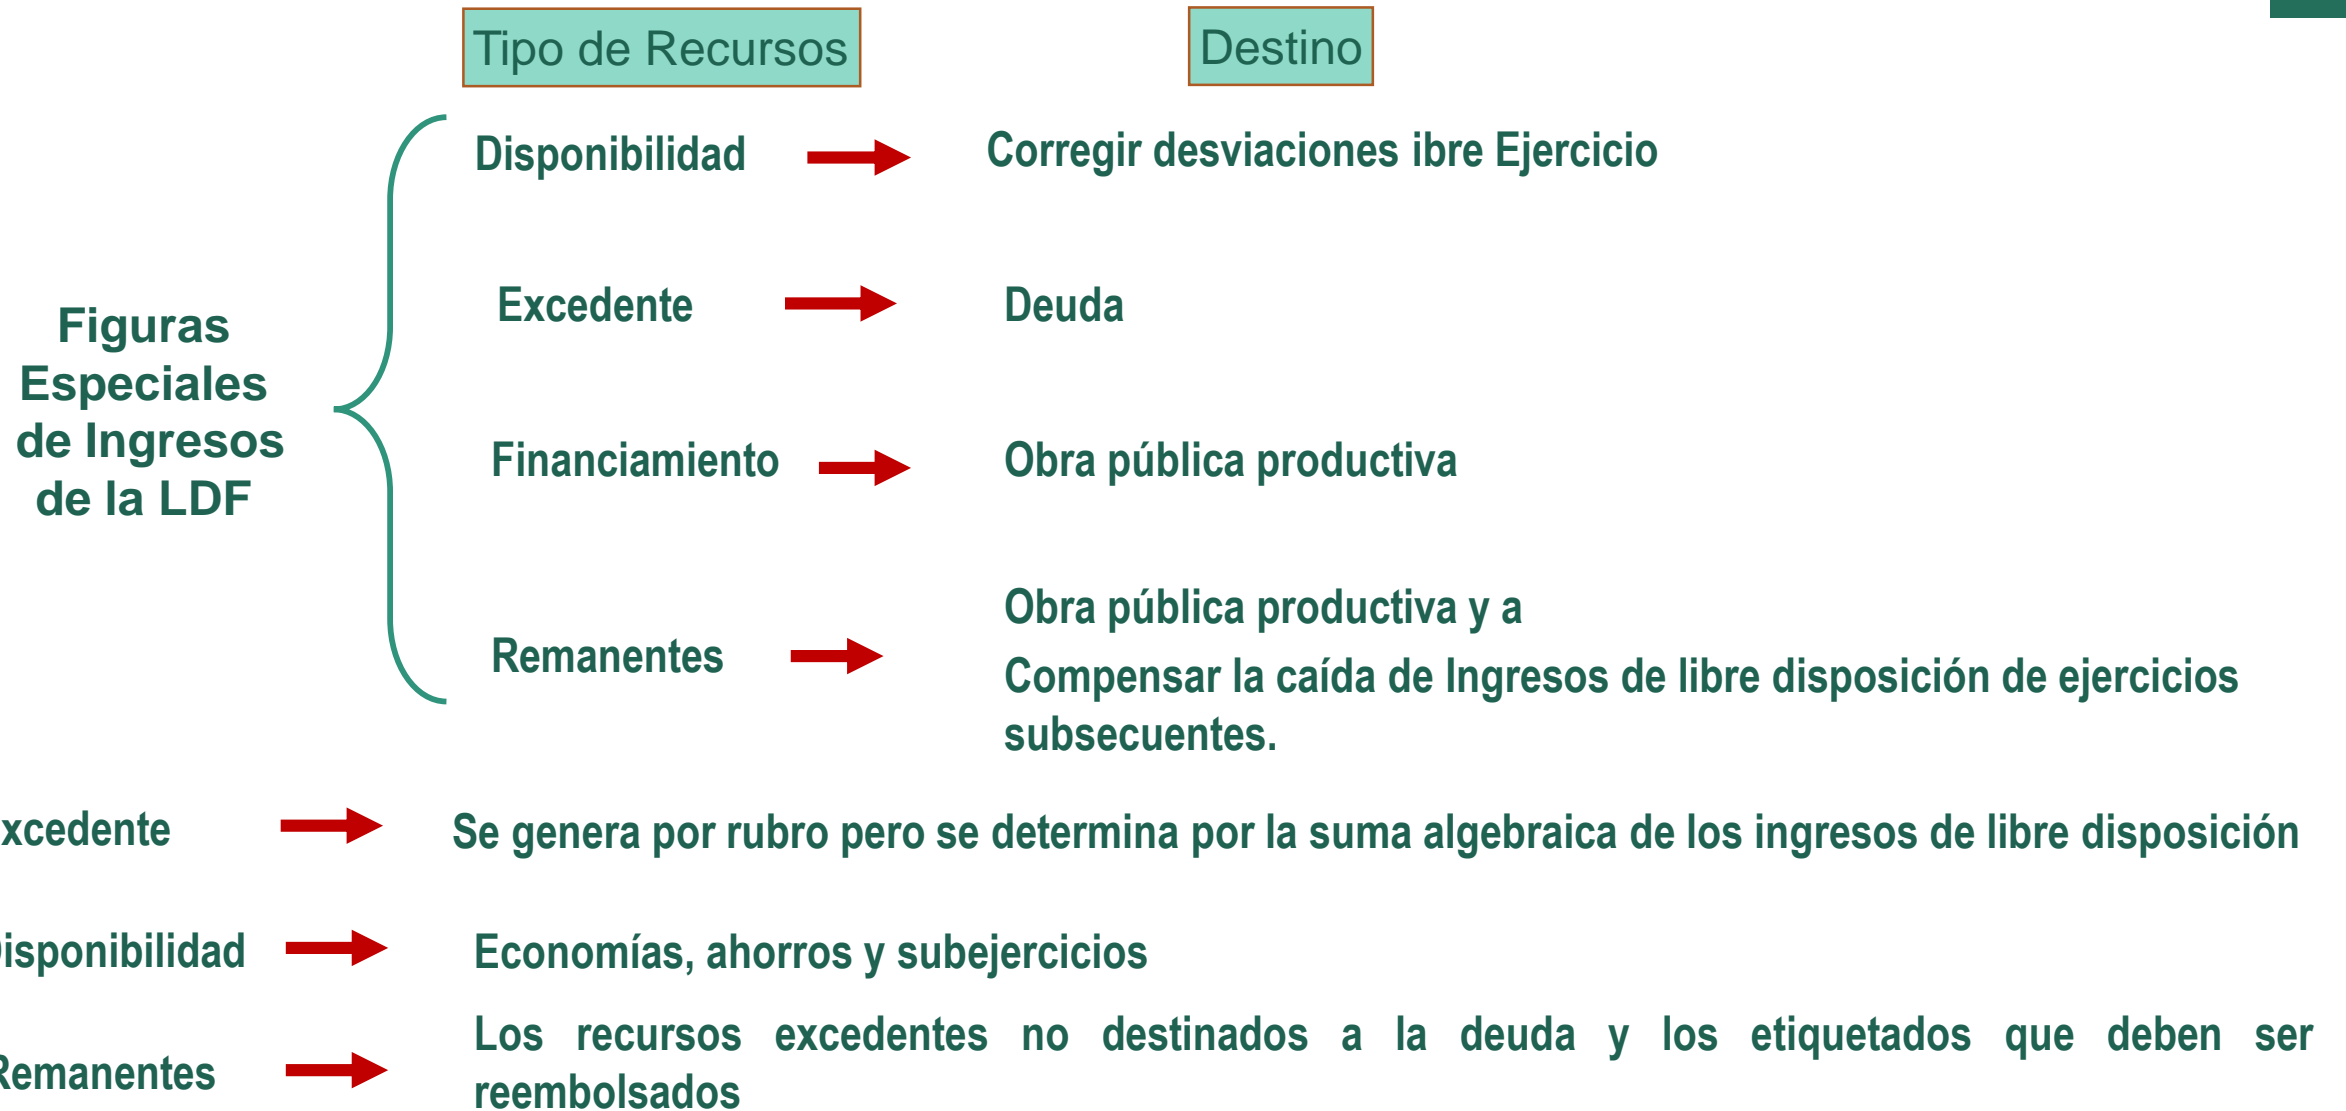 Tipo de Recursos
Destino
Disponibilidad
Corregir desviaciones ibre Ejercicio
Excedente
Deuda
Figuras
Especiales
de Ingresos
de la LDF
Financiamiento
Obra pública productiva
Remanentes
Obra pública productiva y a
Compensar la caída de Ingresos de libre disposición de ejercicios
subsecuentes.
xcedente
Se genera por rubro pero se determina por la suma algebraica de los ingresos de libre disposición
Disponibilidad
Economías, ahorros y subejercicios
Remanentes
Los recursos excedentes no destinados a la deuda y los etiquetados que deben ser
reembolsados